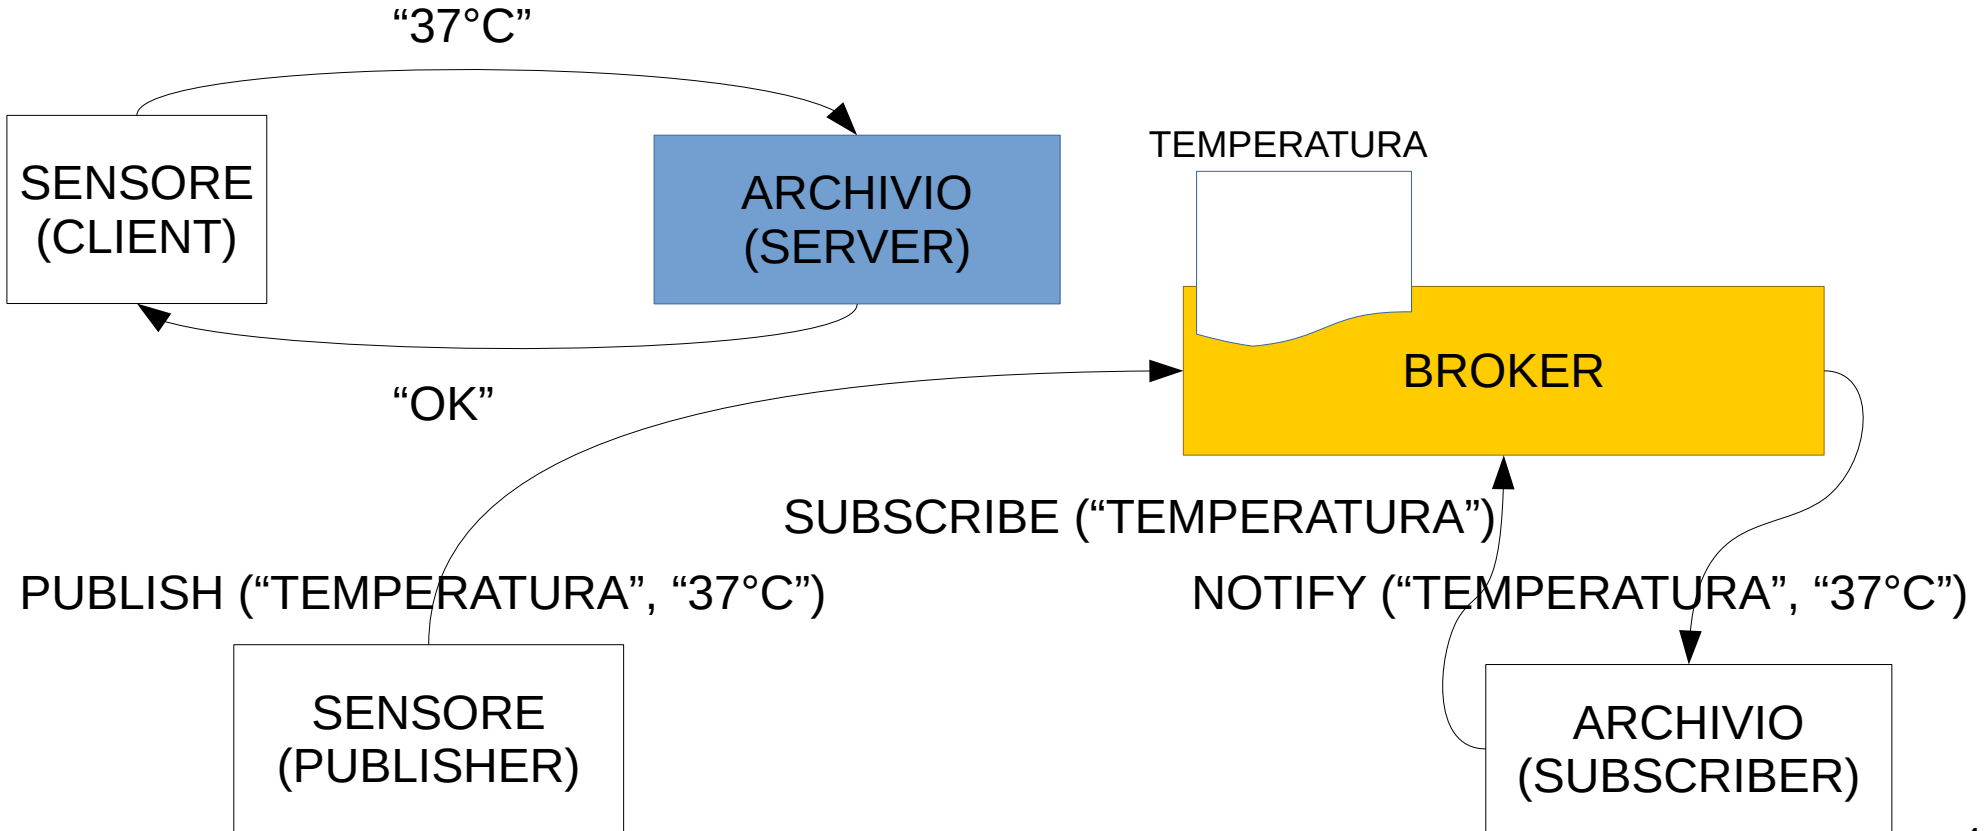 “37°C”
SENSORE
(CLIENT)
ARCHIVIO
(SERVER)
“OK”
TEMPERATURA
BROKER
SUBSCRIBE (“TEMPERATURA”)
PUBLISH (“TEMPERATURA”, “37°C”)
NOTIFY (“TEMPERATURA”, “37°C”)
SENSORE
(PUBLISHER)
ARCHIVIO
(SUBSCRIBER)